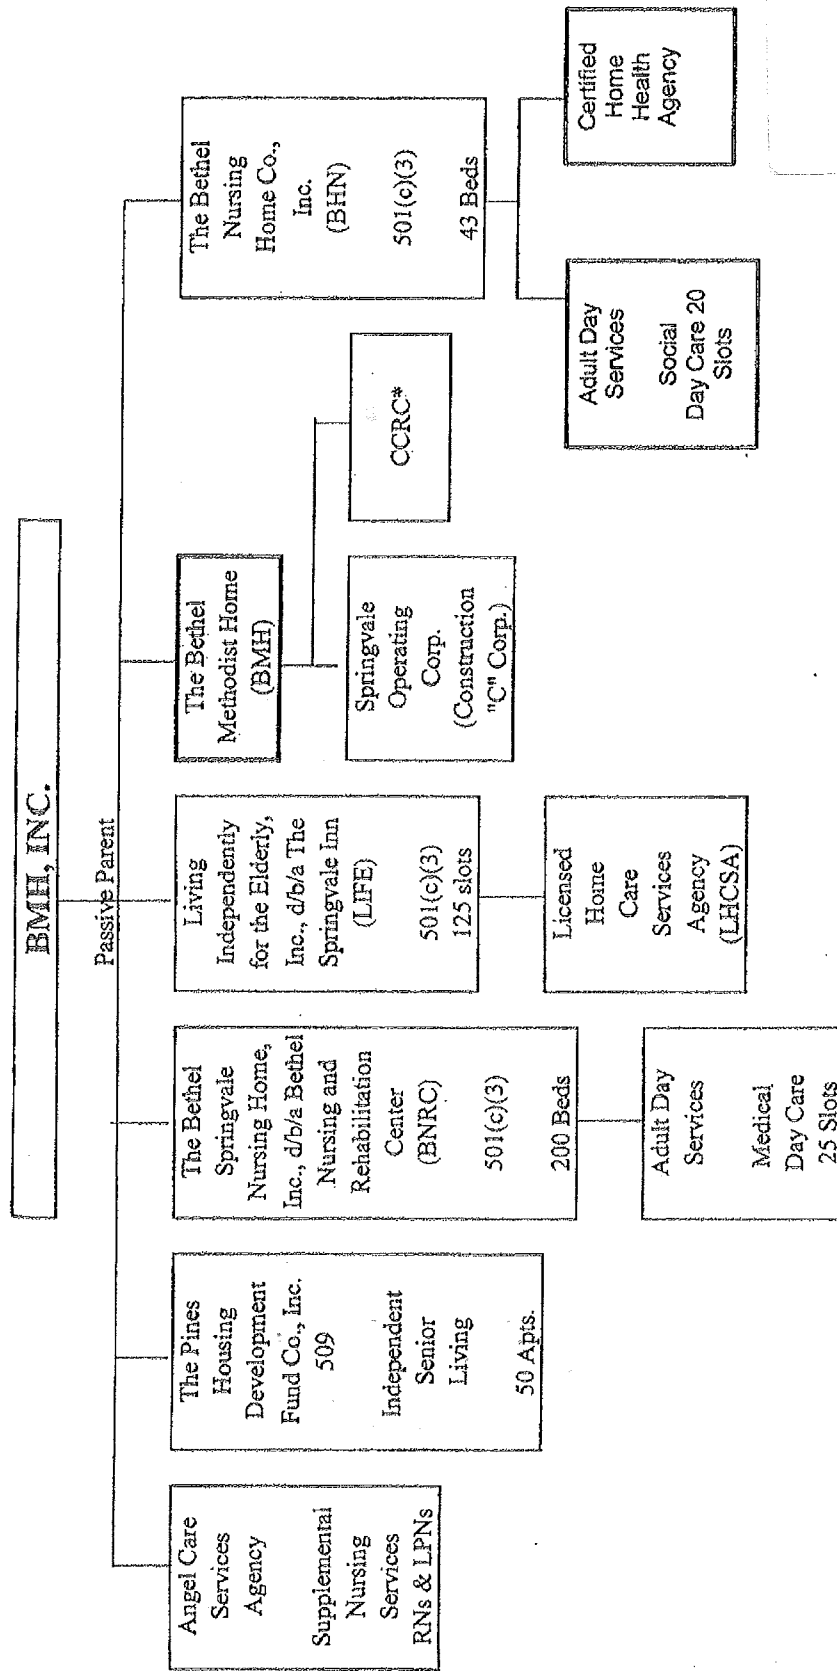 BMH, INC.
Passive Parent
Angel Care
Services
Agency
Supplemental
Nursing
Services
RNs & LPNs
The Pines
Housing
Development
Fund Co., Inc.
509
Independent
Senior
Living
50 Apts.
The Bethel
Springvale
Nursing Home,
Inc., d/b/a Bethel
Nursing and
Rehabilitation
Center
(BNRC)
501(c)(3)
200 Beds
Adult Day
Services
Medical
Day Care
25 Slots
Living
Independently
for the Elderly,
Inc., d/b/a The
Springvale Inn
(LIFE)
501(c)(3)
125 slots
Licensed
Home
Care
Services
Agency
(LHCSA)
The Bethel
Methodist Home
(BMH)
Springvale
Operating
Corp.
(Construction
"C" Corp.)
CCRC*
The Bethel
Nursing
Home Co.,
Inc.
(BHN)
501(c)(3)
43 Beds
Adult Day
Services
Social
Day Care 20
Slots
Certified
Home
Health
Agency